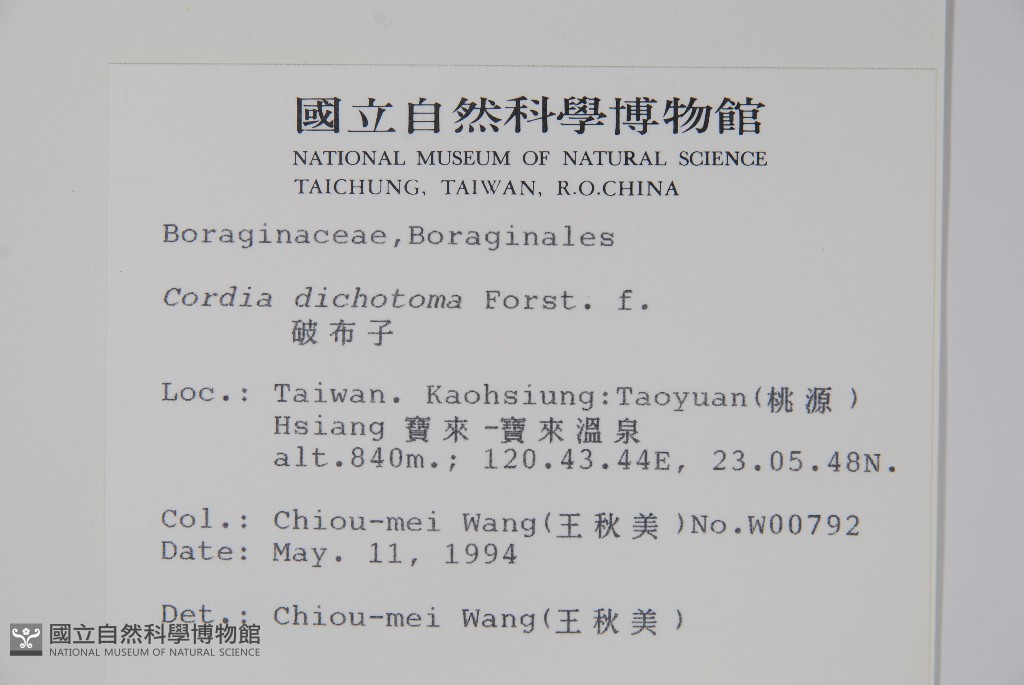 國立自然科學博物館
NATIONAL MUSEUM OF NATURAL SCIENCE
TAICHUNG, TAIWAN, R.O.CHINA
Boraginaceae,Boraginales
Cordia dichotoma Forst. f.
破布子
Loc.: Taiwan. Kaohsiung:Taoyuan(桃源)
Hsiang 寶來-寶來溫泉
alt.840m.; 120.43.44E, 23.05.48N.
Col.: Chiou-mei Wang(王秋美)No.W00792
Date: May. 11, 1994
Det.: Chiou-mei Wang(王秋美)
國立自然科學博物館
NATIONAL MUSEUM OF NATURAL SCIENCE